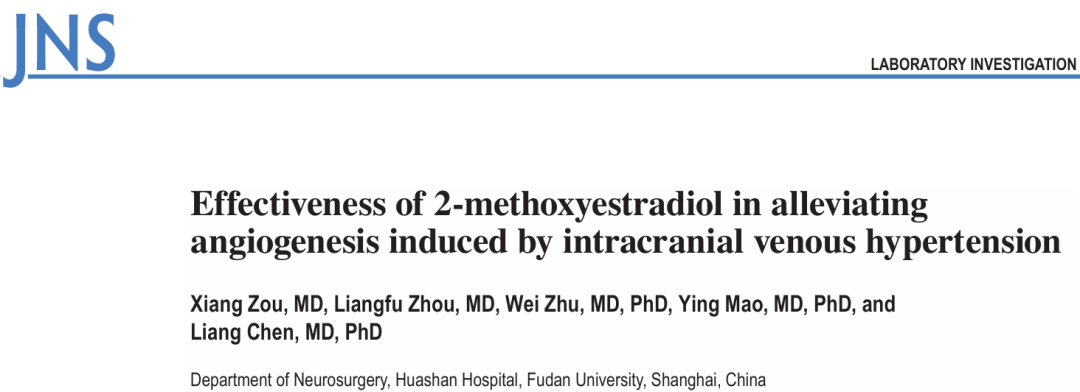 JNS
LABORATORY INVESTIGATION
Effectiveness of 2-methoxyestradiol in alleviating
angiogenesis induced by intracranial venous hypertension
Xiang Zou, MD, Liangfu Zhou, MD, Wei Zhu, MD, PhD, Ying Mao, MD, PhD, and
Liang Chen, MD, PhD
Department of Neurosurgery, Huashan Hospital, Fudan University, Shanghai, China